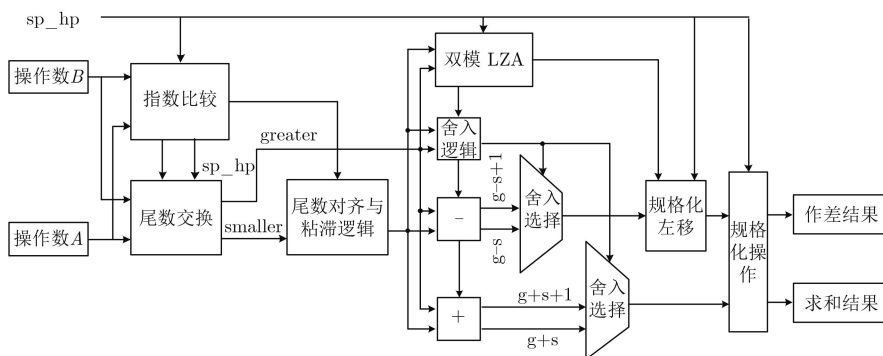 sp_hp
操作数B
操作数A
指数比较
sp_hp
尾数交换
greater
smaller
尾数对齐与
粘滞逻辑
双模 LZA
舍入
逻辑
−
+
g−s+1
g−s
舍入
选择
g+s+1
g+s
舍入
选择
规格化
左移
规格
化操
作
作差结果
求和结果